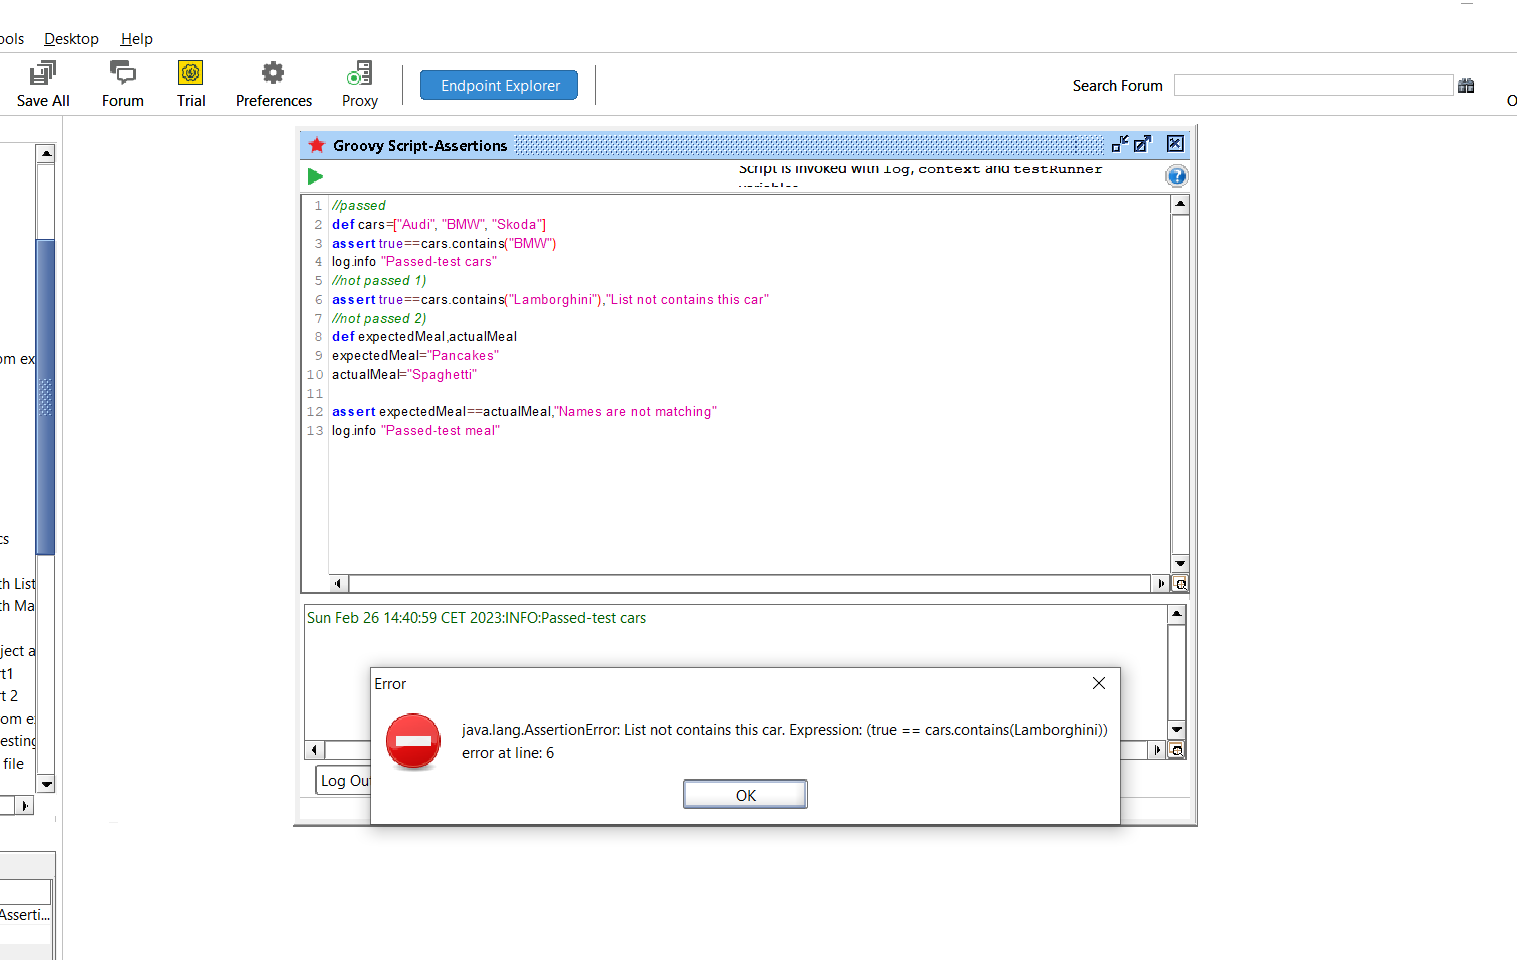 ools Desktop Help
Save All Forum Trial Preferences Proxy Endpoint Explorer Search Forum O
Groovy Script-Assertions
Script is invoked with log, context and testRunner
1 //passed
2 def cars=["Audi", "BMW", "Skoda"]
3 assert true==cars.contains("BMW")
4 log.info "Passed-test cars"
5 //not passed 1)
6 assert true==cars.contains("Lamborghini"),"List not contains this car"
7 //not passed 2)
8 def expectedMeal,actualMeal
9 expectedMeal="Pancakes"
10 actualMeal="Spaghetti"
11
12 assert expectedMeal==actualMeal,"Names are not matching"
13 log.info "Passed-test meal"
om ex
cs
th List
th Ma
ject a
rt1
t 2
om e
esting
file
Sun Feb 26 14:40:59 CET 2023:INFO:Passed-test cars
Error
java.lang.AssertionError: List not contains this car. Expression: (true == cars.contains(Lamborghini))
error at line: 6
OK
Log Ou
Asserti...